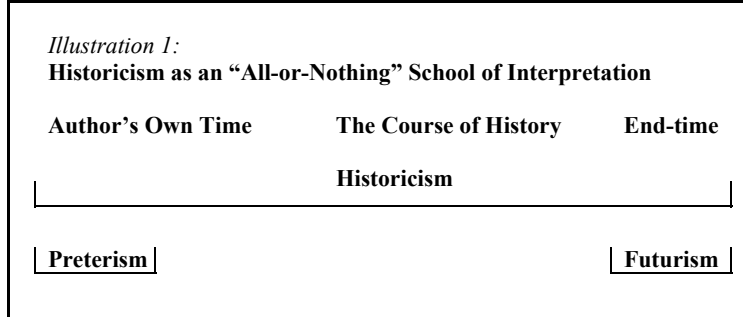 Illustration 1:
Historicism as an “All-or-Nothing” School of Interpretation
Author’s Own Time The Course of History End-time
Historicism
Preterism Futurism